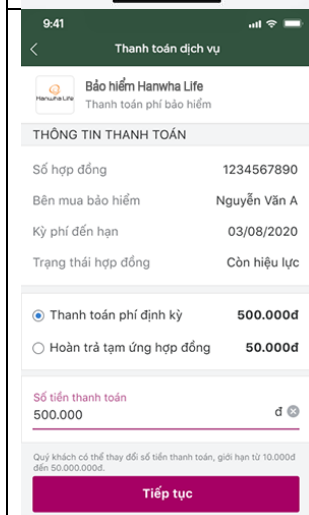 9:41
Thanh toán dịch vụ
Hanwha Life
Bảo hiểm Hanwha Life
Thanh toán phí bảo hiểm
THÔNG TIN THANH TOÁN
Số hợp đồng 1234567890
Bên mua bảo hiểm Nguyễn Văn A
Kỳ phí đến hạn 03/08/2020
Trạng thái hợp đồng Còn hiệu lực
Thanh toán phí định kỳ 500.000đ
Hoàn trả tạm ứng hợp đồng 50.000đ
Số tiền thanh toán
500.000 đ
Quý khách có thể thay đổi số tiền thanh toán, giới hạn từ 10.000đ
đến 50.000.000đ.
Tiếp tục